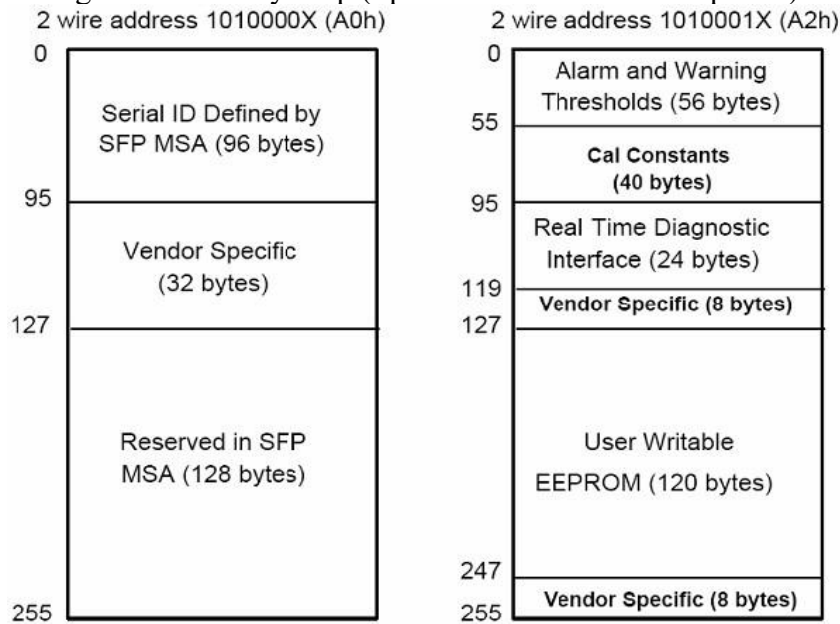 2 wire address 1010000X (A0h)
0
Serial ID Defined by
SFP MSA (96 bytes)
95
Vendor Specific
(32 bytes)
127
Reserved in SFP
MSA (128 bytes)
255
2 wire address 1010001X (A2h)
0
Alarm and Warning
Thresholds (56 bytes)
55
Cal Constants
(40 bytes)
95
Real Time Diagnostic
Interface (24 bytes)
119
Vendor Specific (8 bytes)
127
User Writable
EEPROM (120 bytes)
247
Vendor Specific (8 bytes)
255